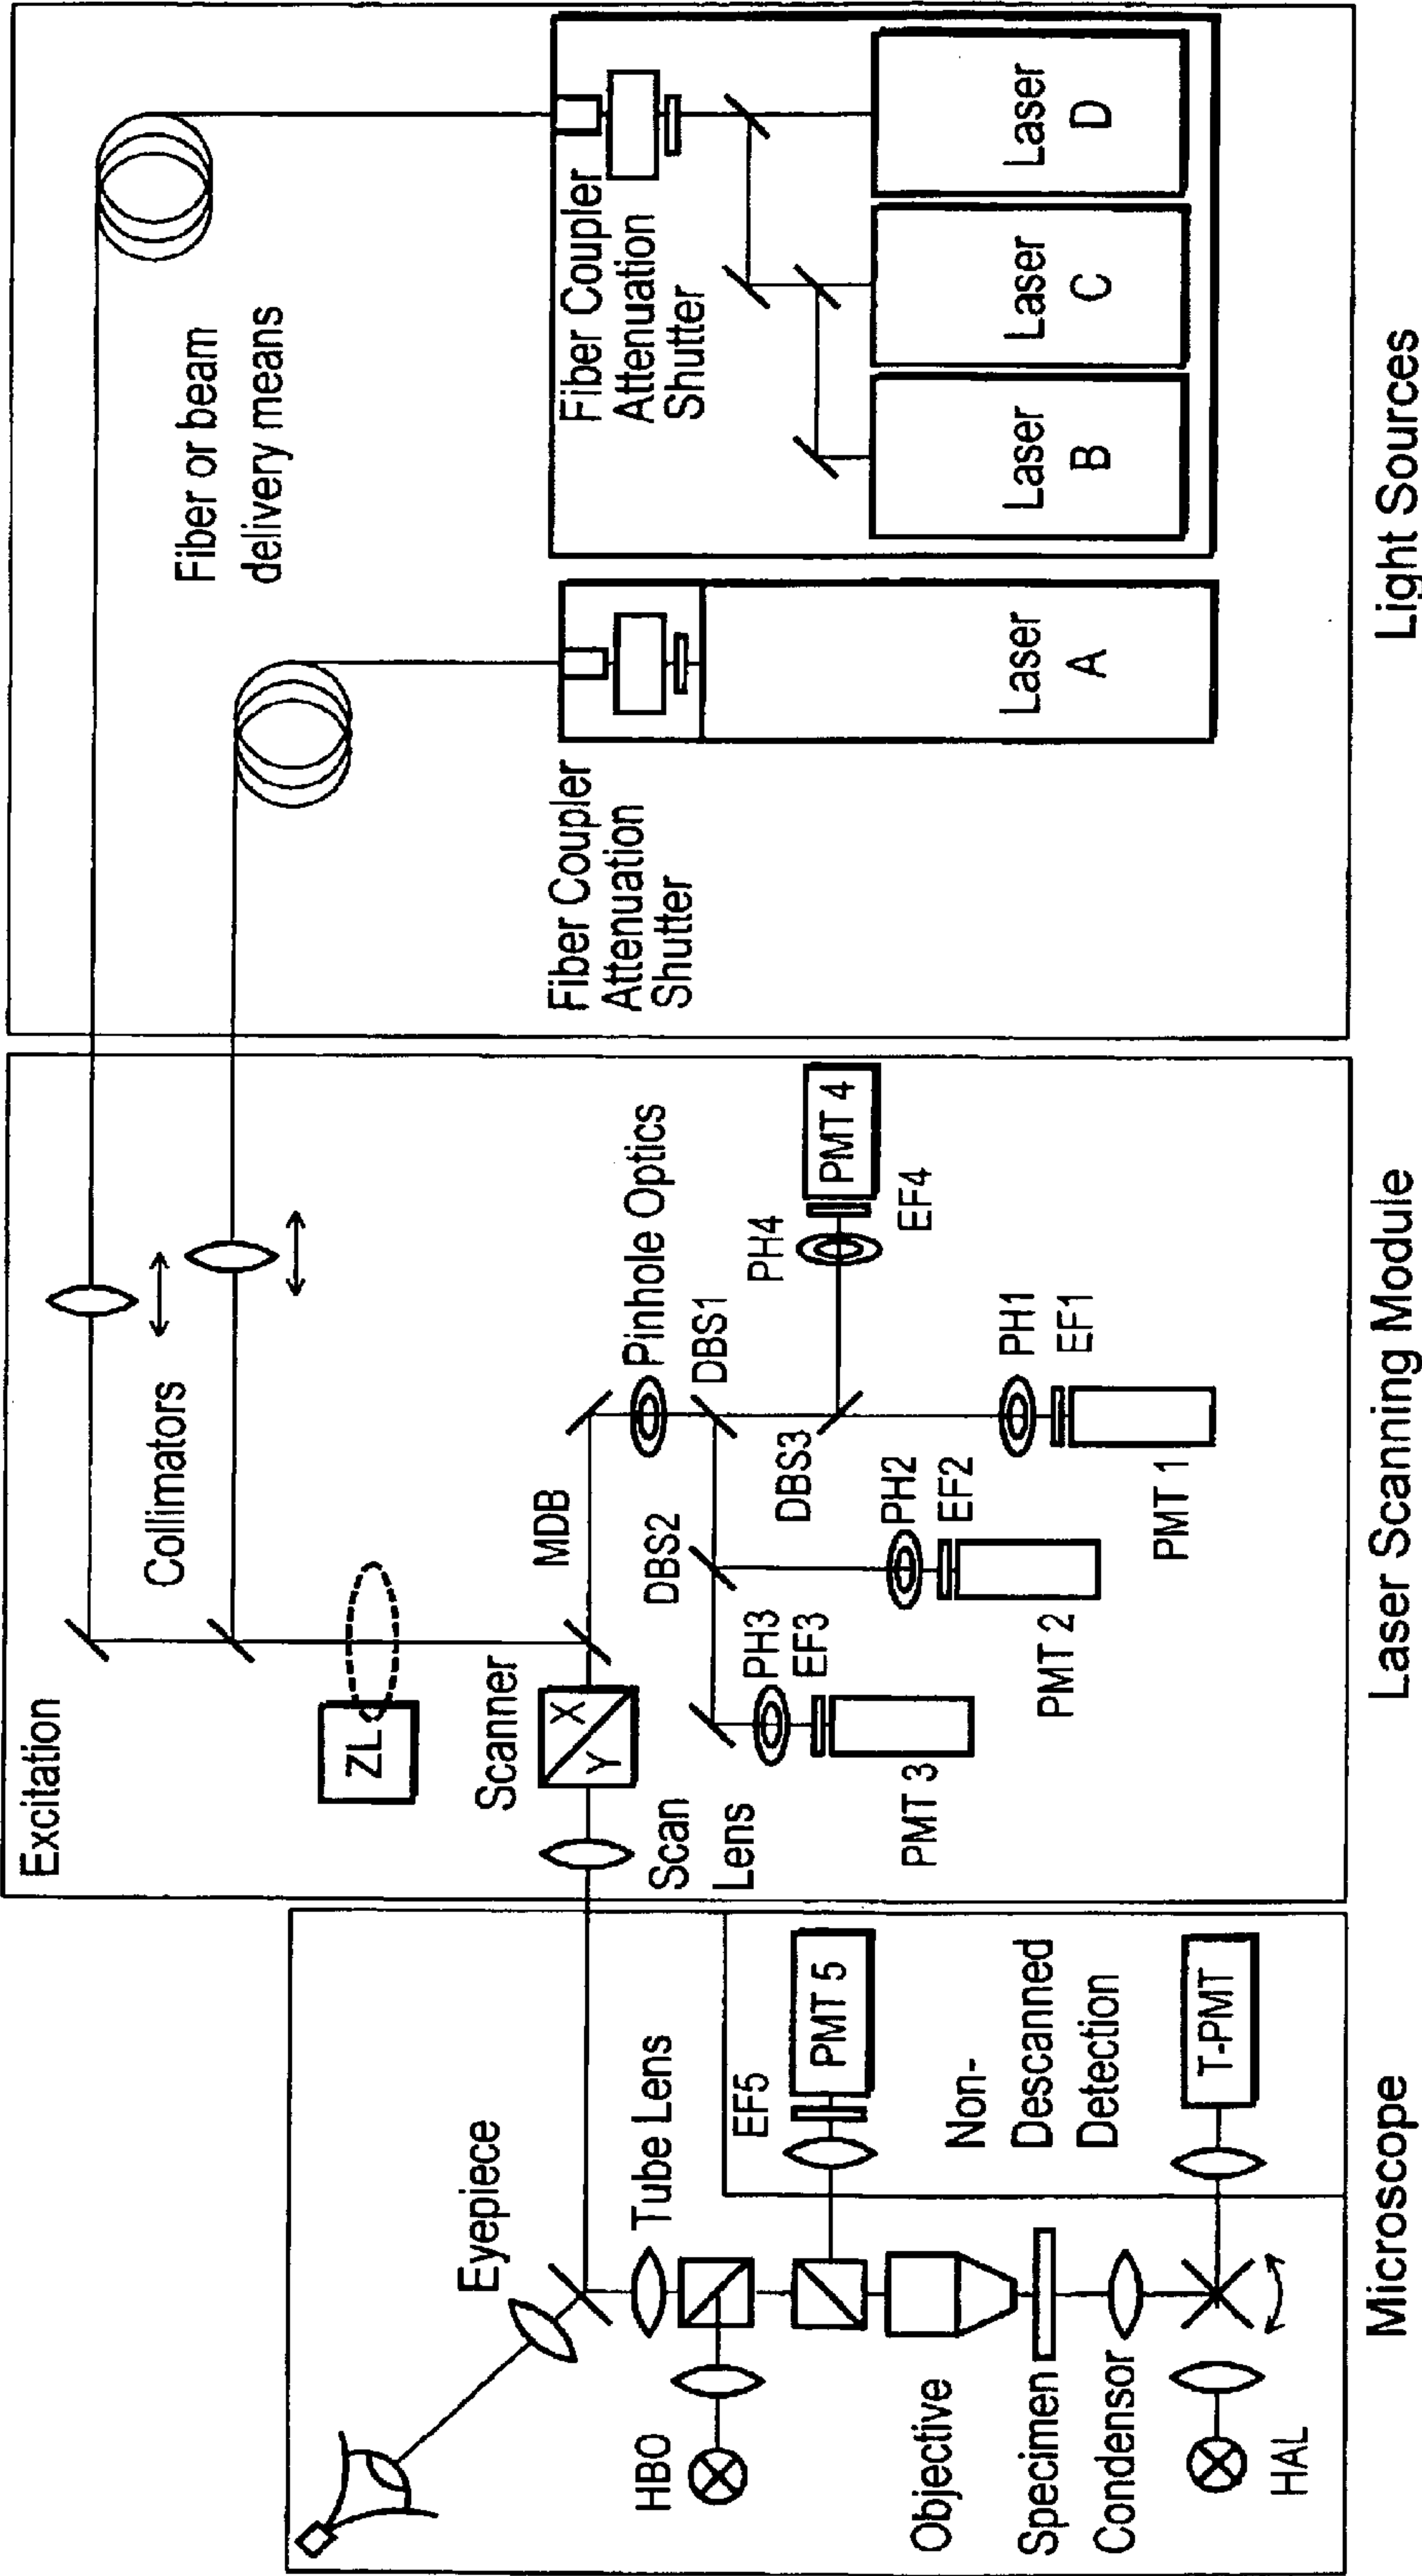 Eyepiece
Tube Lens
HBO
EF5
PMT 5
Non-
Descanned
Detection
Objective
Specimen
Condensor
T-PMT
HAL
Microscope
Excitation
Collimators
ZL
Scanner
X
Y
MDB
Scan
Lens
Pinhole Optics
DBS1
DBS2
DBS3
PH4
PMT 4
EF4
PH3
EF3
PMT 3
PH2
EF2
PMT 2
PH1
EF1
PMT 1
Laser Scanning Module
Fiber or beam
delivery means
Fiber Coupler
Attenuation
Shutter
Laser
A
Fiber Coupler
Attenuation
Shutter
Laser
B
Laser
C
Laser
D
Light Sources